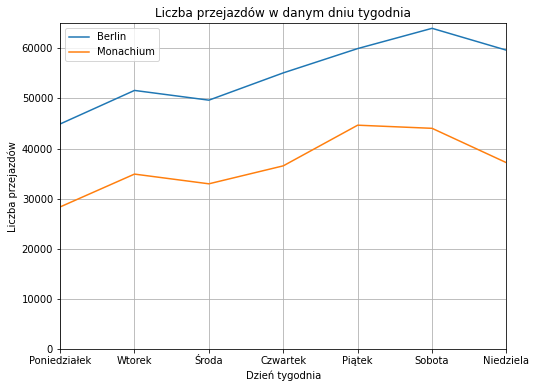 Liczba przejazdów w danym dniu tygodnia
Berlin
Monachium
Liczba przejazdów
60000
50000
40000
30000
20000
10000
0
Poniedziałek Wtorek Środa Czwartek Piątek Sobota Niedziela
Dzień tygodnia